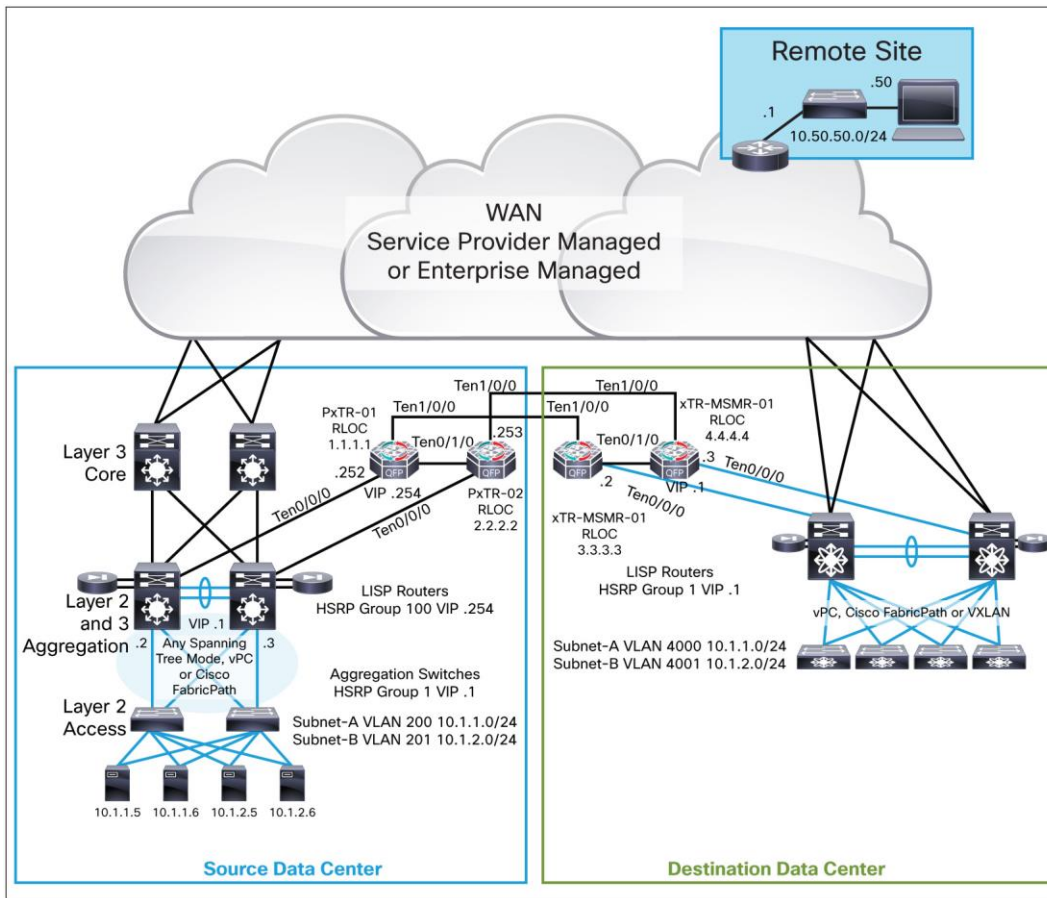 Remote Site
.50
.1
10.50.50.0/24
WAN
Service Provider Managed
or Enterprise Managed
Layer 3
Core
Ten1/0/0
PxTR-01
RLOC
1.1.1.1
Ten1/0/0
Ten0/1/0
.253
.252
VIP .254
Ten0/0/0
Ten0/0/0
PxTR-02
RLOC
2.2.2.2
QFP
QFP
LISP Routers
HSRP Group 100 VIP .254
Layer 2
and 3
Aggregation
VIP .1
.2
.3
Any Spanning
Tree Mode, vPC
or Cisco
FabricPath
Aggregation Switches
HSRP Group 1 VIP .1
Layer 2
Access
Subnet-A VLAN 200 10.1.1.0/24
Subnet-B VLAN 201 10.1.2.0/24
10.1.1.5
10.1.1.6
10.1.2.5
10.1.2.6
Source Data Center
Ten1/0/0
Ten1/0/0
xTR-MSMR-01
RLOC
4.4.4.4
Ten0/1/0
QFP
QFP
.3
.2
VIP .1
Ten0/0/0
Ten0/0/0
xTR-MSMR-01
RLOC
3.3.3.3
LISP Routers
HSRP Group 1 VIP .1
vPC, Cisco FabricPath or VXLAN
Subnet-A VLAN 4000 10.1.1.0/24
Subnet-B VLAN 4001 10.1.2.0/24
Destination Data Center